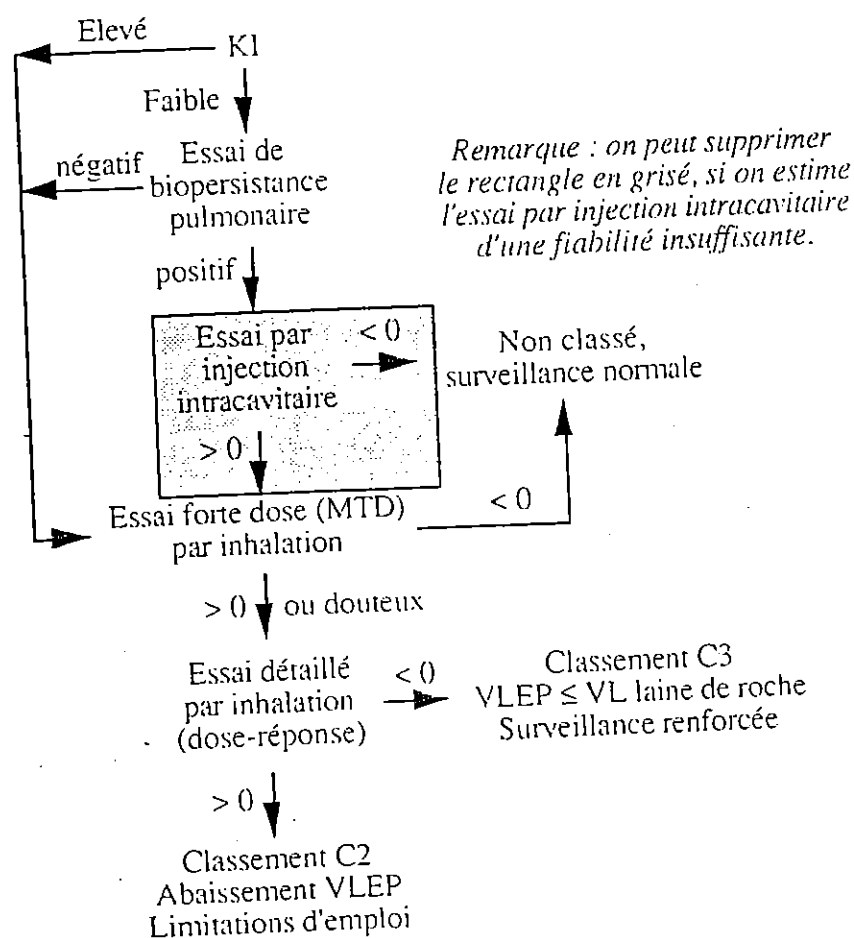 Elevé
KI
Faible
négatif
Essai de
biopersistance
pulmonaire
Remarque : on peut supprimer
le rectangle en grisé, si on estime
l'essai par injection intracavitaire
d'une fiabilité insuffisante.
positif
Essai par
injection
intracavitaire
< 0
Non classé,
surveillance normale
> 0
Essai forte dose (MTD)
par inhalation
< 0
> 0
ou douteux
Essai détaillé
par inhalation
(dose-réponse)
< 0
Classement C3
VLEP ≤ VL laine de roche
Surveillance renforcée
> 0
Classement C2
Abaissement VLEP
Limitations d'emploi